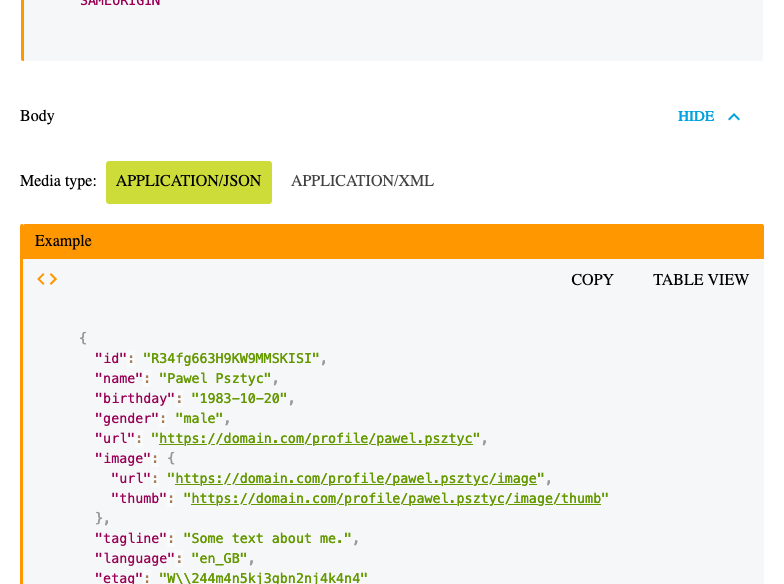 SAMEORIGIN
Body
HIDE
Media type: APPLICATION/JSON APPLICATION/XML
Example
<> COPY TABLE VIEW
{
"id": "R34fg663H9KW9MMSKISI",
"name": "Pawel Psztyc",
"birthday": "1983-10-20",
"gender": "male",
"url": "https://domain.com/profile/pawel.psztyc",
"image": {
"url": "https://domain.com/profile/pawel.psztyc/image",
"thumb": "https://domain.com/profile/pawel.psztyc/image/thumb"
},
"tagline": "Some text about me.",
"language": "en_GB",
"etag": "W\\244m4n5kj3gbn2nj4k4n4"